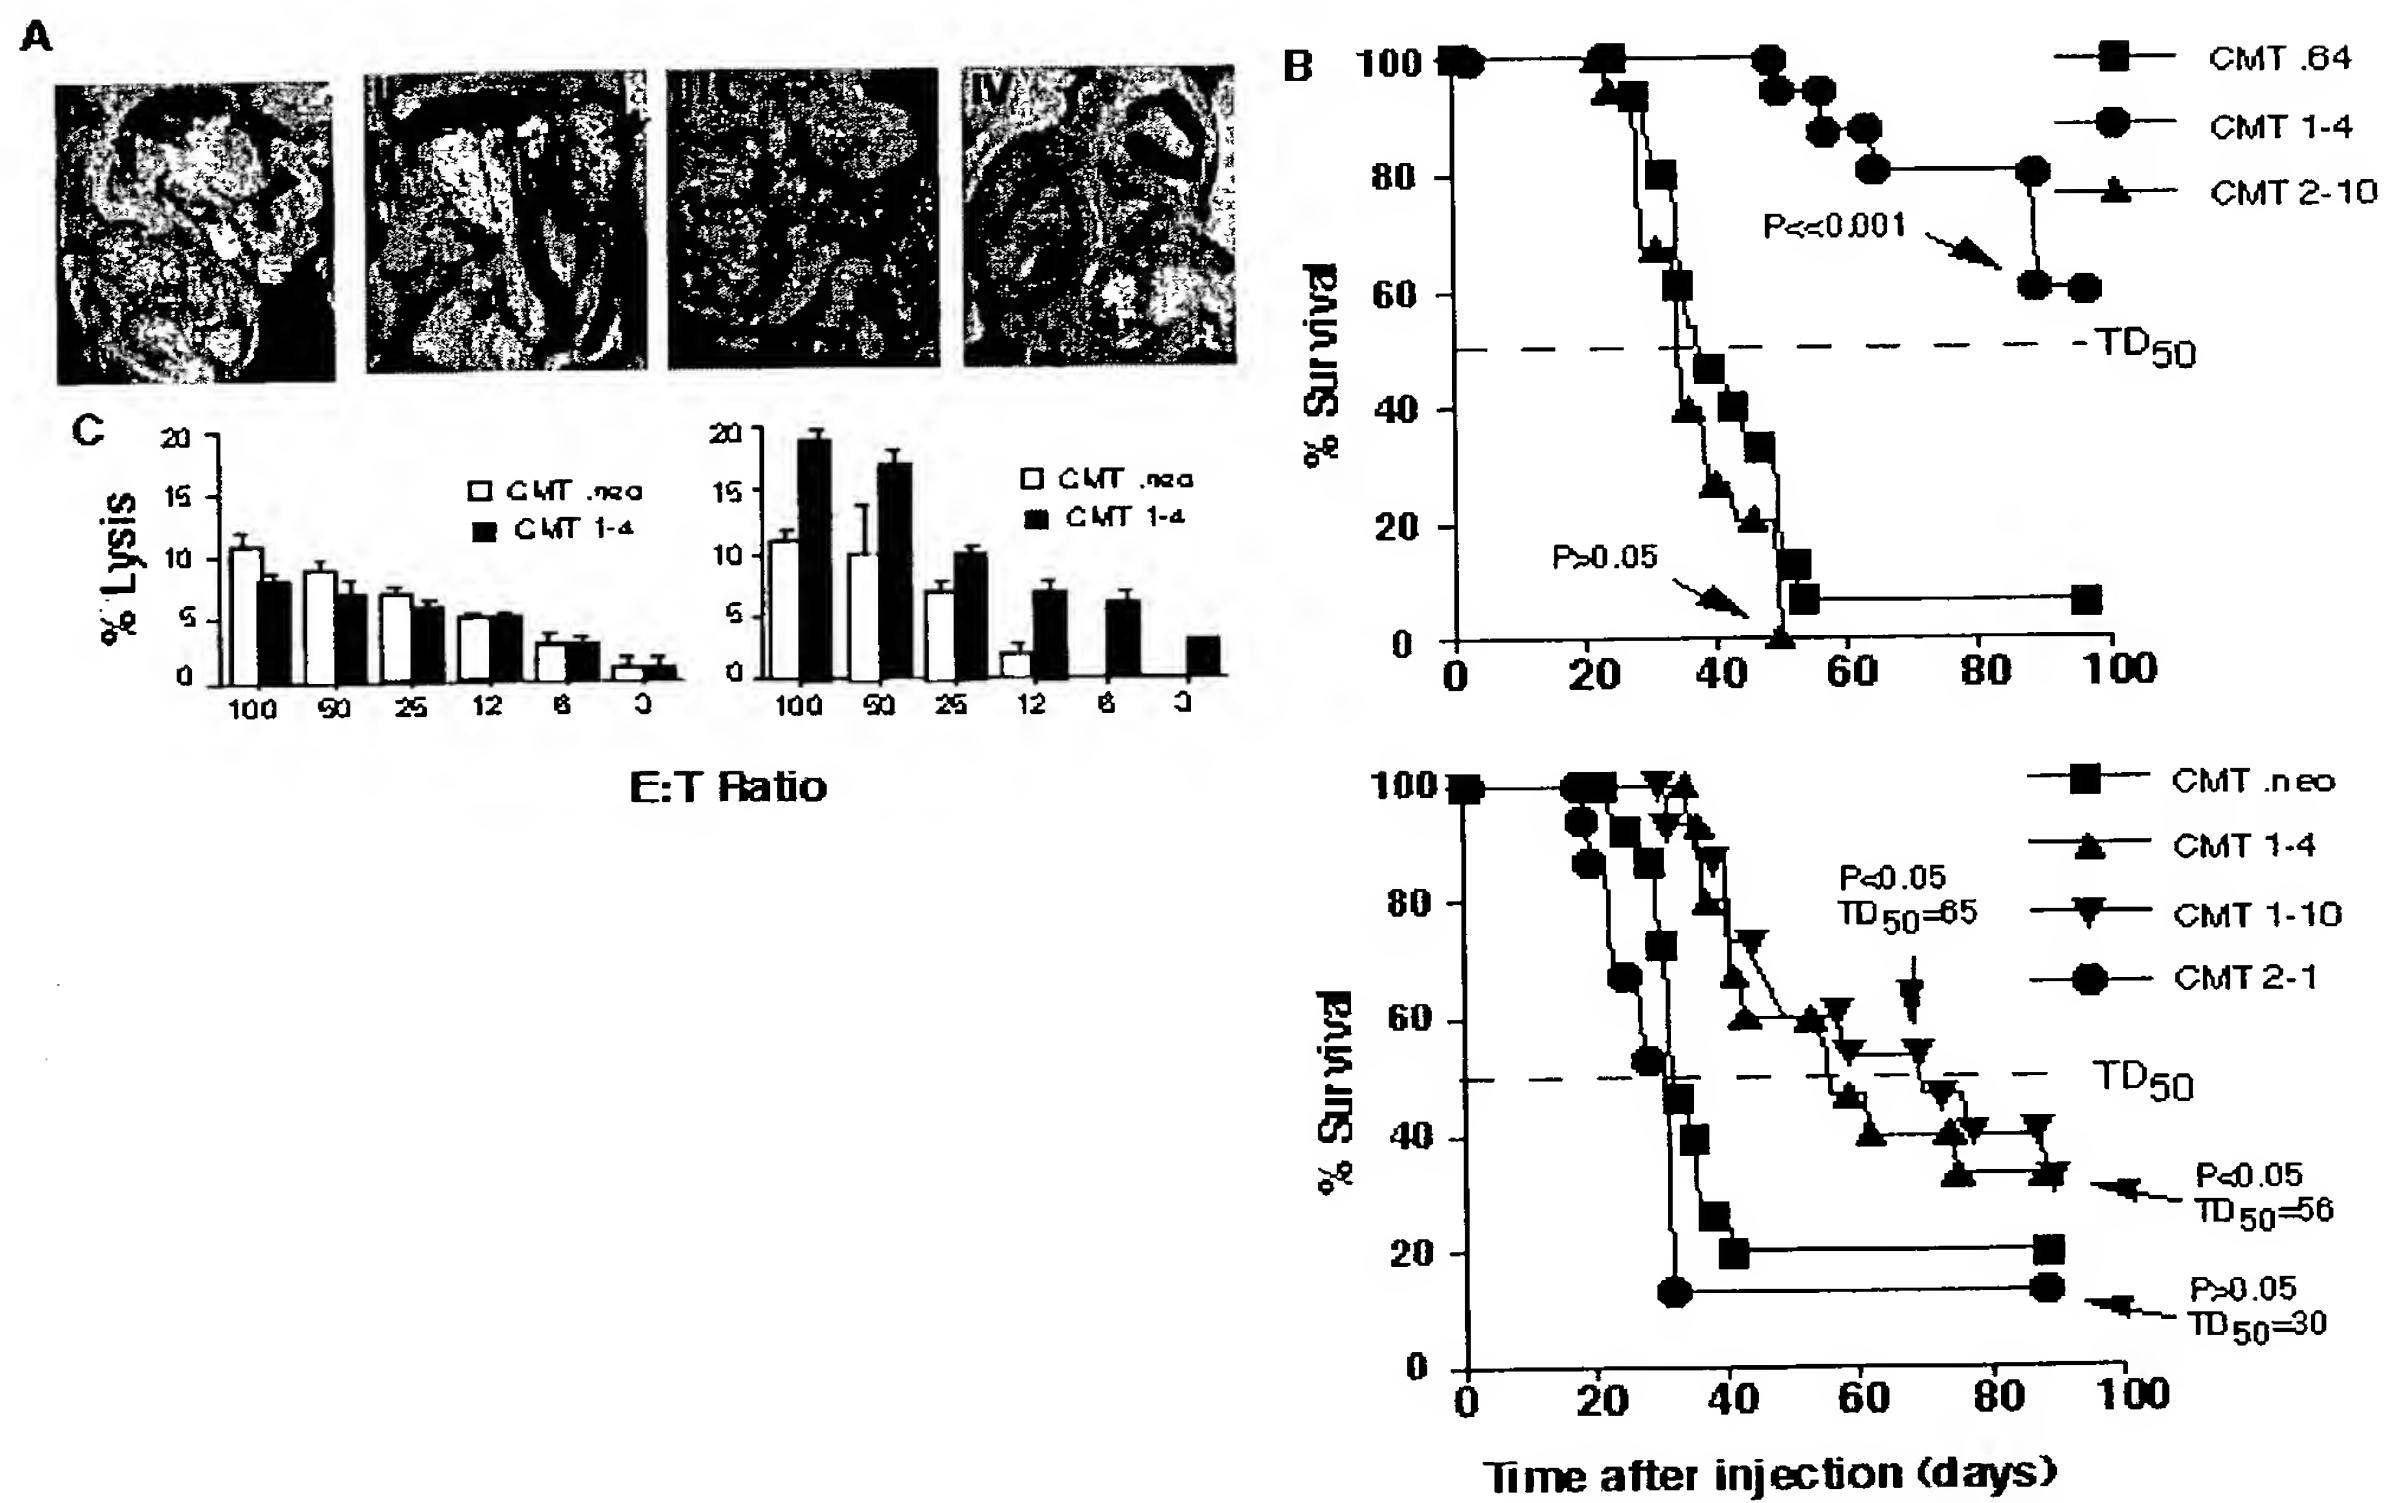 A
II
IV
B
100
80
60
40
20
0
% Survival
CMT .64
CMT 1-4
CMT 2-10
P<<0.001
TD50
P>0.05
0 20 40 60 80 100
C
20
15
10
5
0
% Lysis
CMT .neo
CMT 1-4
100 50 25 12 6 3
20
15
10
5
0
CMT .neo
CMT 1-4
100 50 25 12 6 3
E:T Ratio
100
80
60
40
20
0
% Survival
CMT .neo
CMT 1-4
CMT 1-10
CMT 2-1
P<0.05
TD50=65
TD50
P<0.05
TD50=56
P>0.05
TD50=30
0 20 40 60 80 100
Time after injection (days)